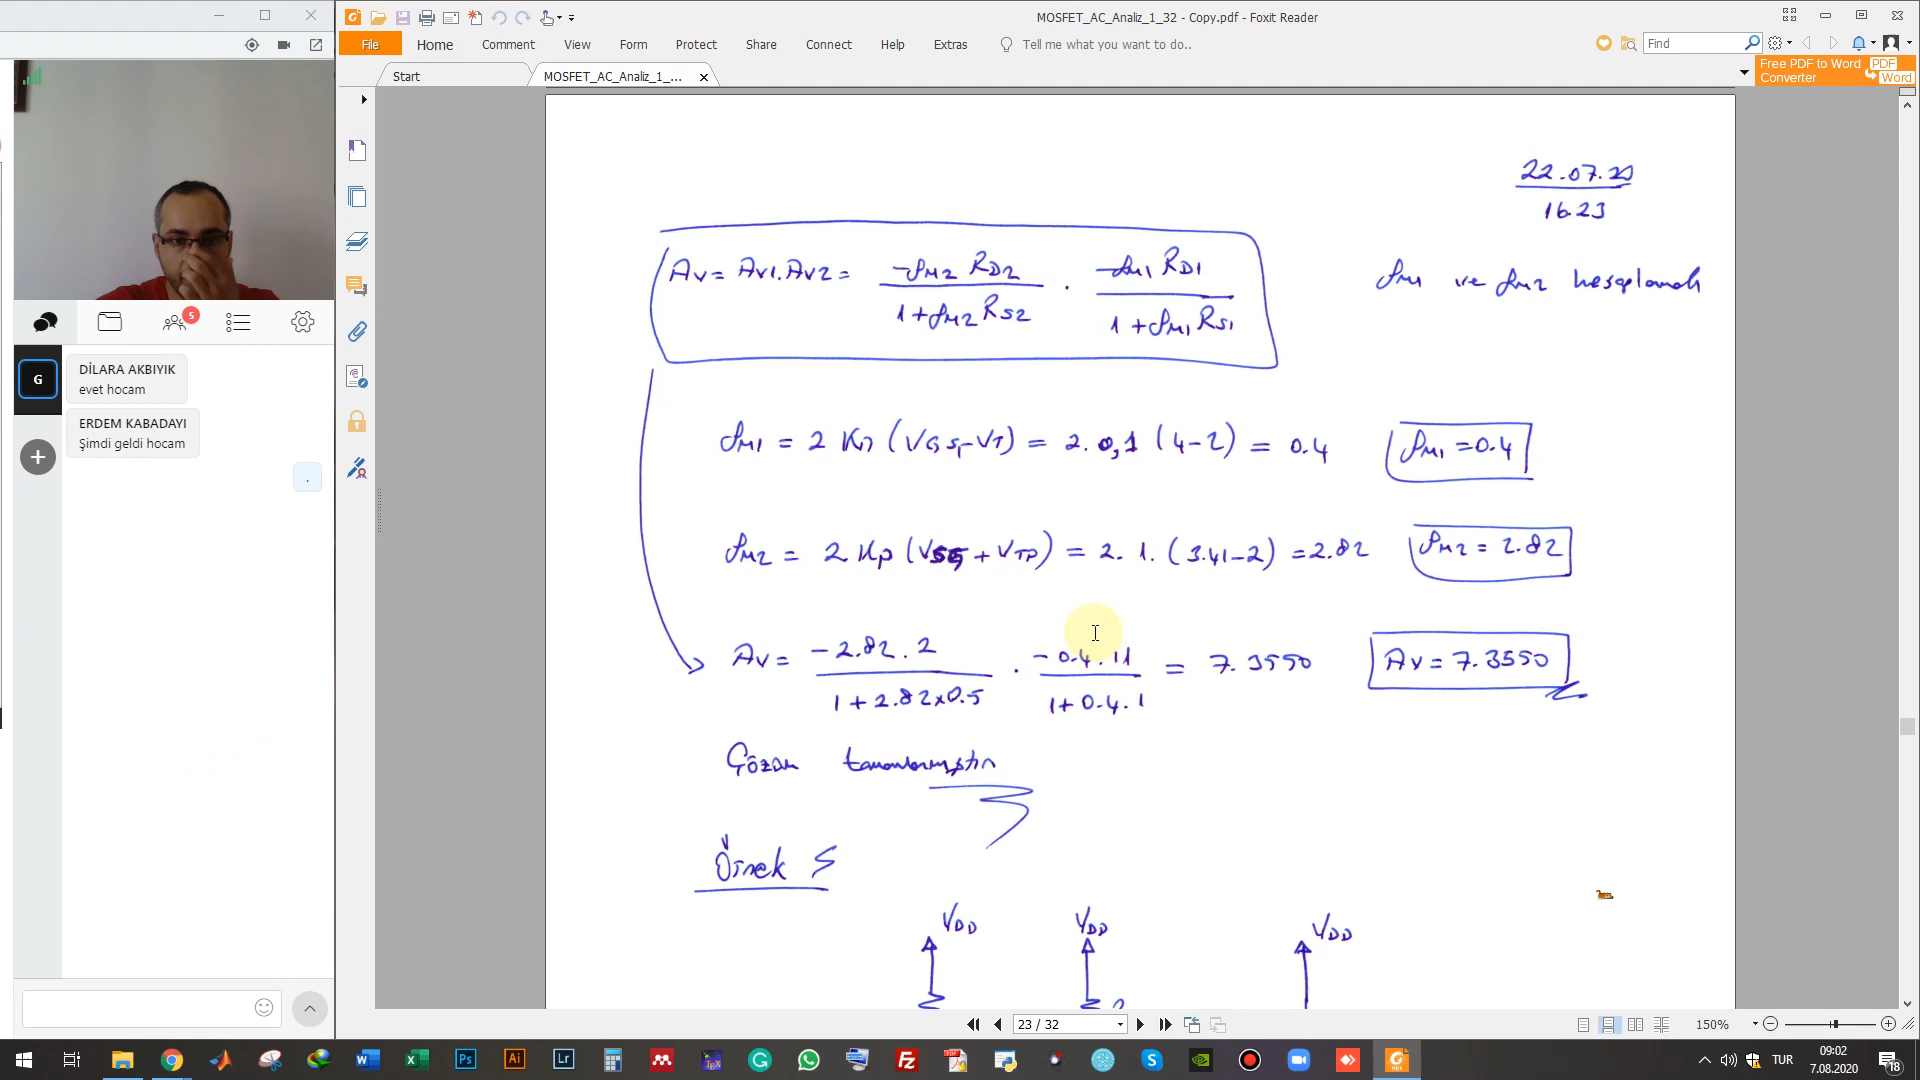 MOSFET_AC_Analiz_1_32 - Copy.pdf - Foxit Reader
File Home Comment View Form Protect Share Connect Help Extras Tell me what you want to do.. Find
Start MOSFET_AC_Analiz_1_...
Free PDF to Word Converter PDF Word
22.07.20
16.23
Av = Av1.Av2 = -gm2 RD2 / 1+gm2 RS2 . -gm1 RD1 / 1+gm1 RS1
gm1 ve gm2 hesaplamak
gm1 = 2 Kn (VGS1-VT) = 2.0,1 (4-2) = 0.4 gm1 = 0.4
gm2 = 2 Kp (VSG + VTP) = 2. 1. (3.41-2) = 2.82 gm2 = 2.82
Av = -2.82.2 / 1+2.82x0.5 . -0.4.11 / 1+0.4.1 = 7.3550 Av = 7.3550
Çözüm tamamlanmıştır
Örnek 5
VDD VDD VDD
5
G
DİLARA AKBIYIK
evet hocam
ERDEM KABADAYI
Şimdi geldi hocam
.
23 / 32
150%
TUR
09:02
7.08.2020
18